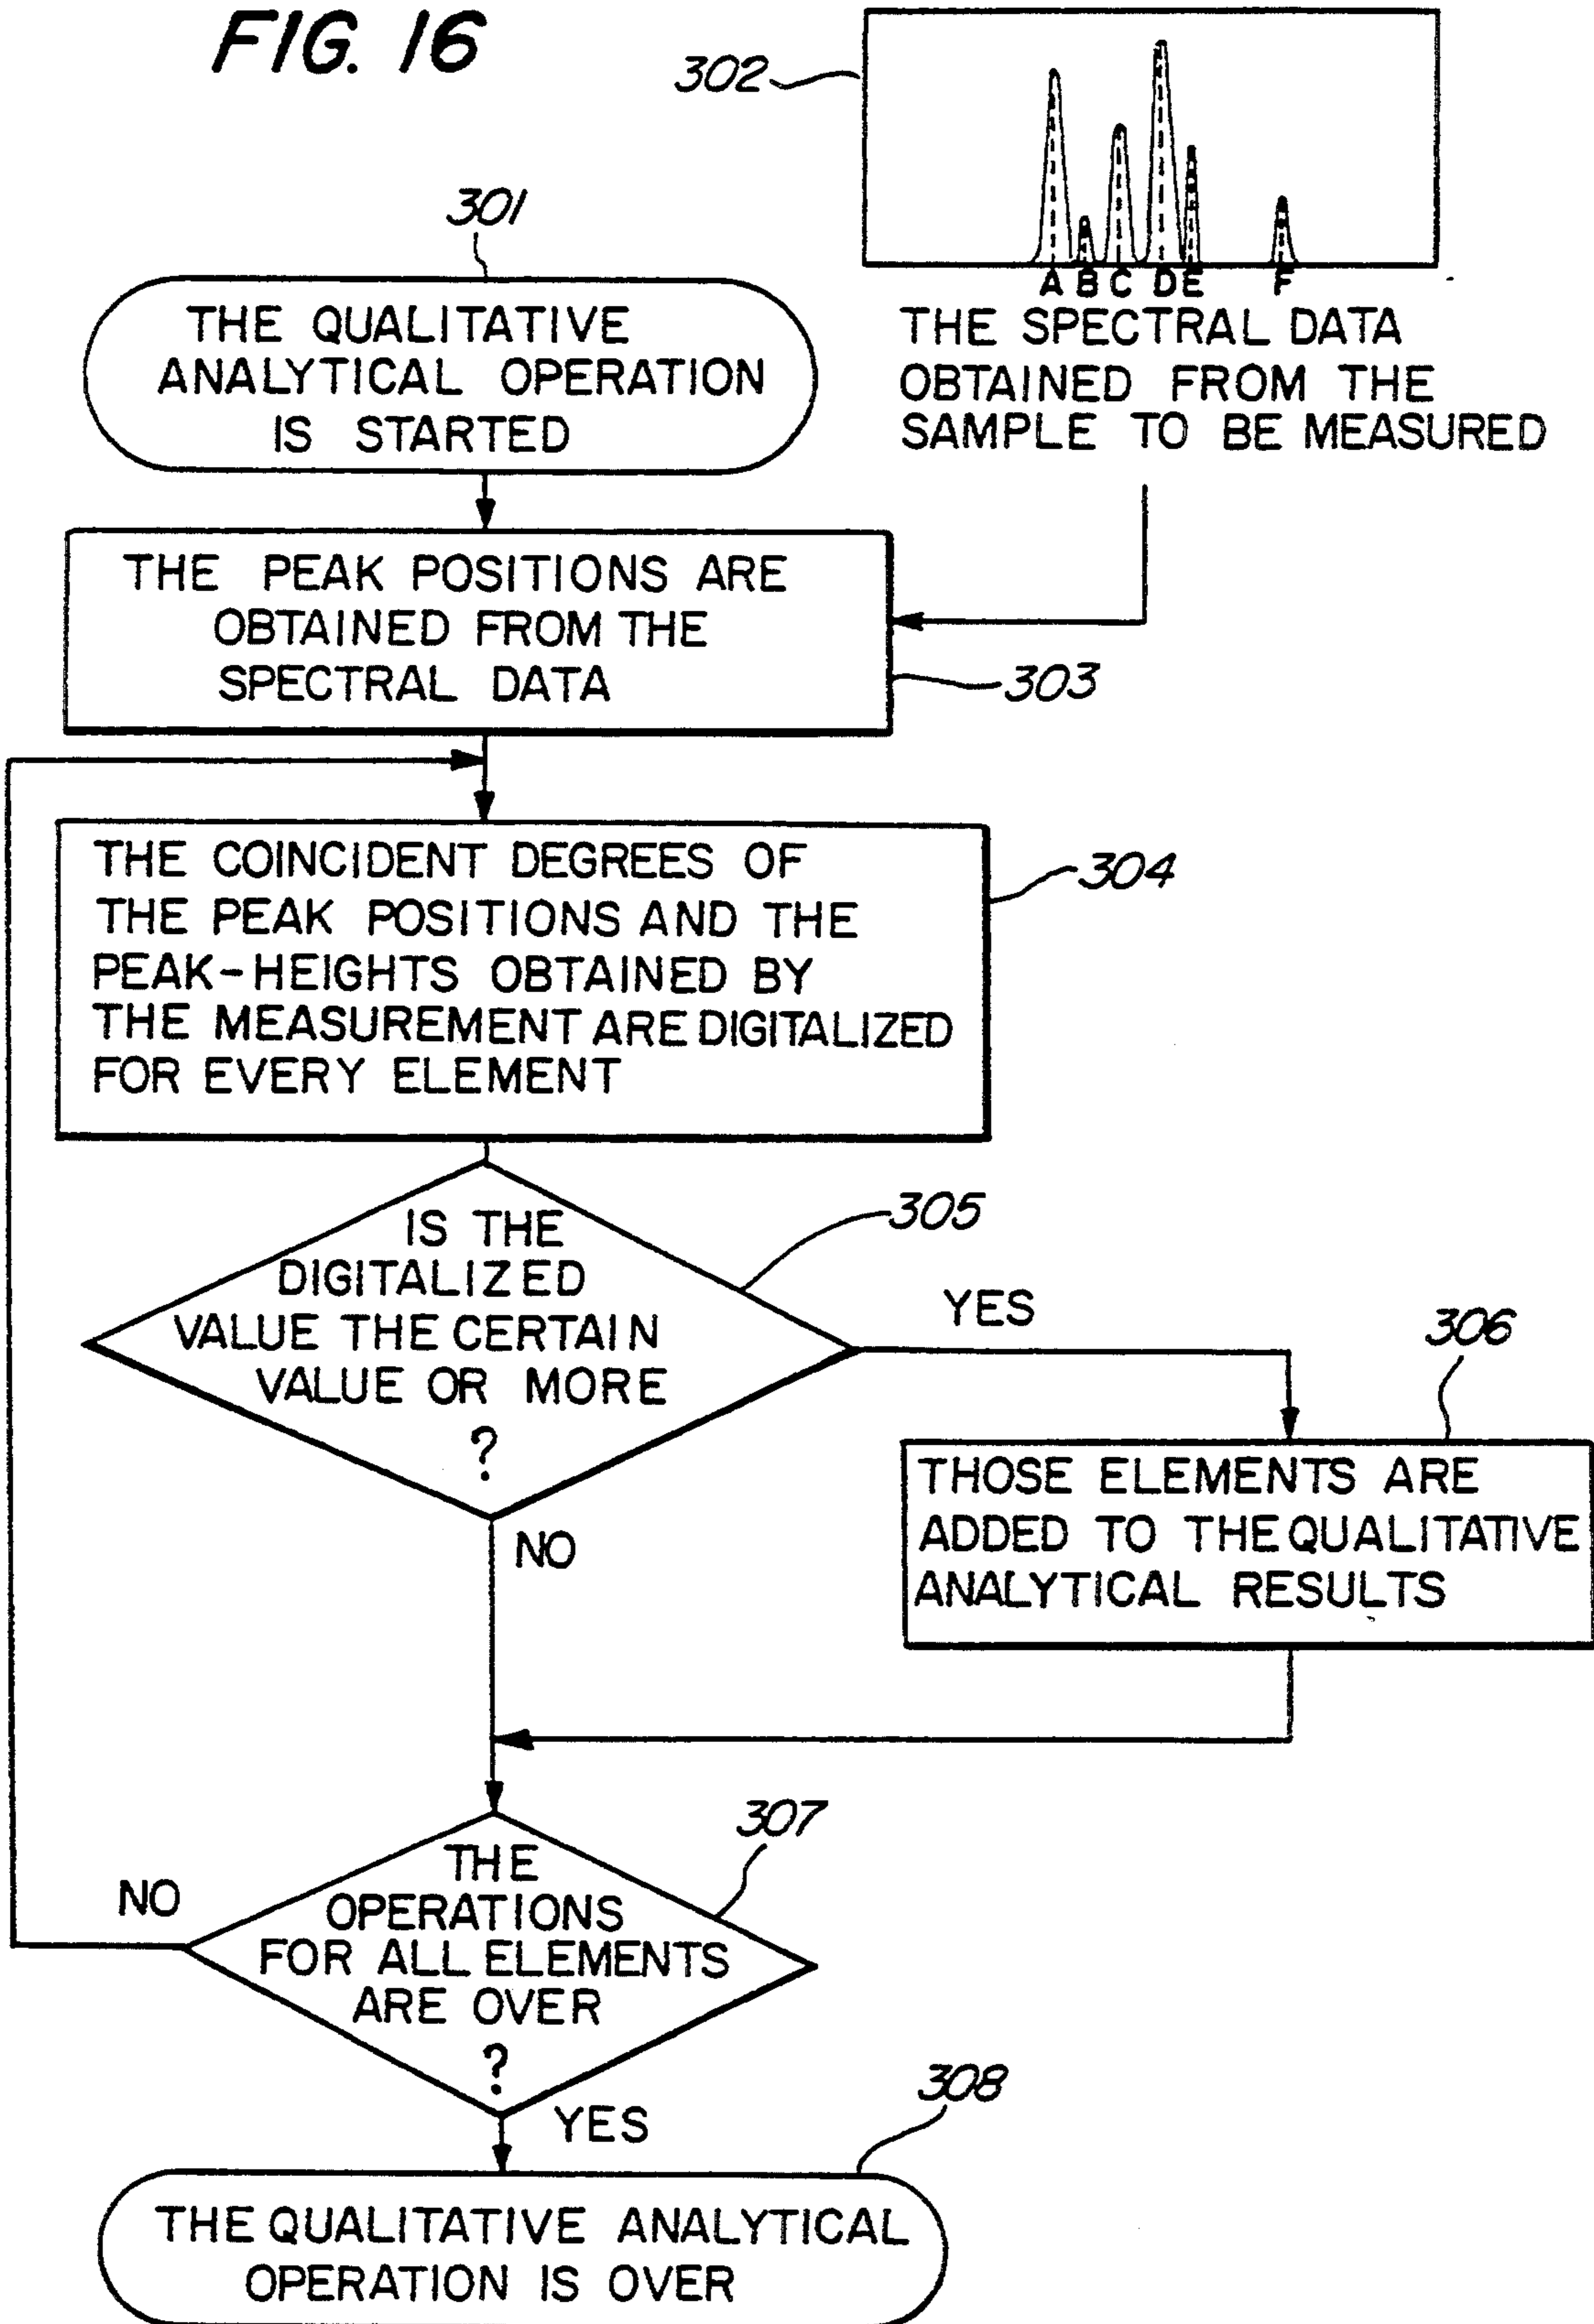 FIG. 16
302
A B C D E F
THE SPECTRAL DATA
OBTAINED FROM THE
SAMPLE TO BE MEASURED
301
THE QUALITATIVE
ANALYTICAL OPERATION
IS STARTED
THE PEAK POSITIONS ARE
OBTAINED FROM THE
SPECTRAL DATA
303
THE COINCIDENT DEGREES OF
THE PEAK POSITIONS AND THE
PEAK-HEIGHTS OBTAINED BY
THE MEASUREMENT ARE DIGITALIZED
FOR EVERY ELEMENT
304
IS THE
DIGITALIZED
VALUE THE CERTAIN
VALUE OR MORE
?
305
YES
NO
306
THOSE ELEMENTS ARE
ADDED TO THE QUALITATIVE
ANALYTICAL RESULTS
307
THE
OPERATIONS
FOR ALL ELEMENTS
ARE OVER
?
NO
YES
308
THE QUALITATIVE ANALYTICAL
OPERATION IS OVER